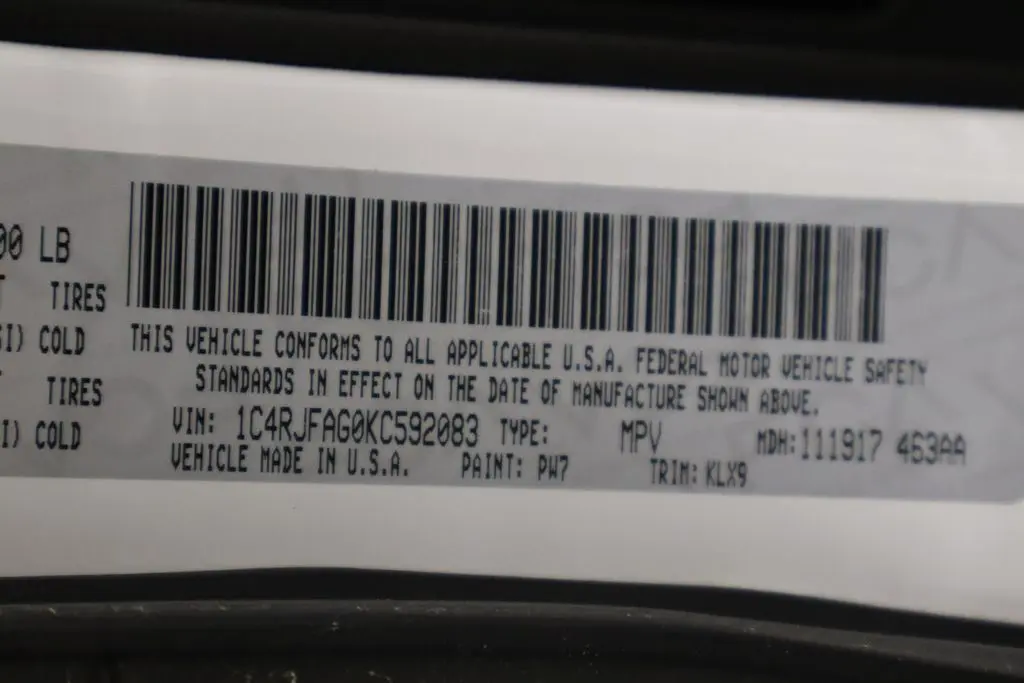 00 LB
TIRES
SI) COLD
TIRES
I) COLD
THIS VEHICLE CONFORMS TO ALL APPLICABLE U.S.A. FEDERAL MOTOR VEHICLE SAFETY
STANDARDS IN EFFECT ON THE DATE OF MANUFACTURE SHOWN ABOVE.
VIN: 1C4RJFAG0KC592083 TYPE: MPV MDH:111917 463AA
VEHICLE MADE IN U.S.A. PAINT: PW7 TRIM: KLX9